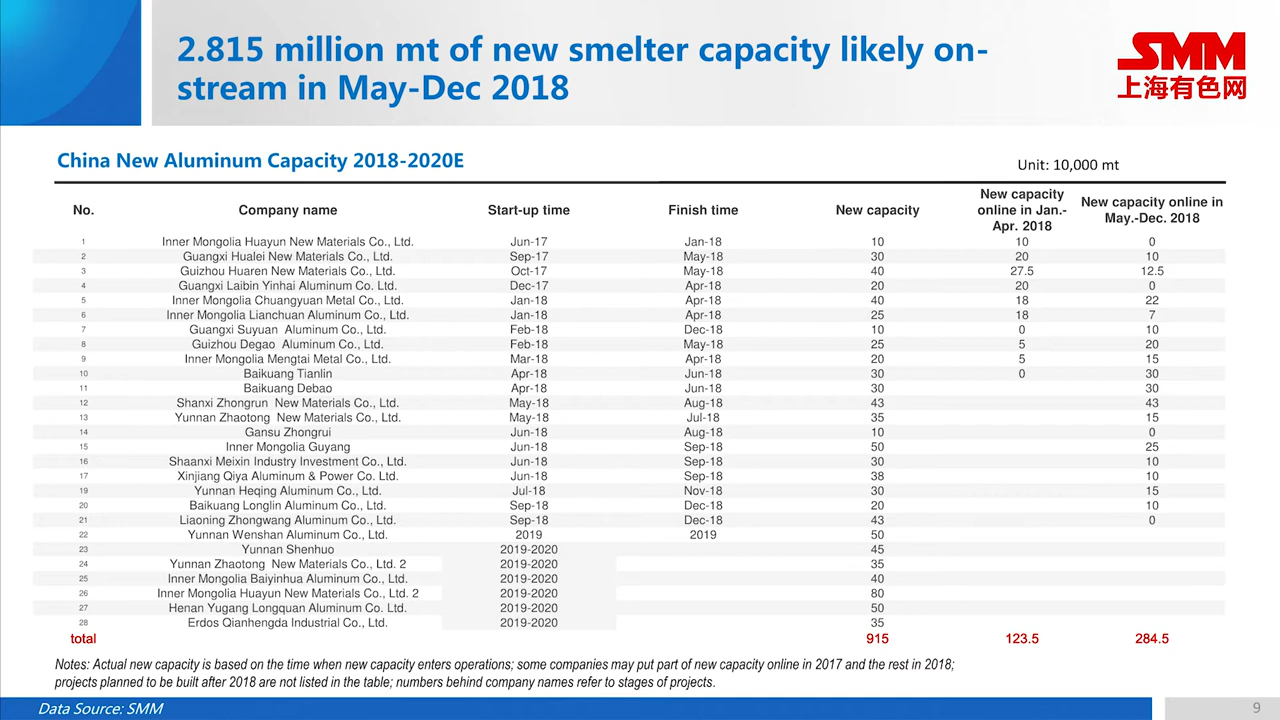 2.815 million mt of new smelter capacity likely on-
stream in May-Dec 2018
SMM
上海有色网
China New Aluminum Capacity 2018-2020E
Unit: 10,000 mt
No. Company name Start-up time Finish time New capacity New capacity online in Jan.-Apr. 2018 New capacity online in May.-Dec. 2018
1 Inner Mongolia Huayun New Materials Co., Ltd. Jun-17 Jan-18 10 10 0
2 Guangxi Hualei New Materials Co., Ltd. Sep-17 May-18 30 20 10
3 Guizhou Huaren New Materials Co., Ltd. Oct-17 May-18 40 27.5 12.5
4 Guangxi Laibin Yinhai Aluminum Co. Ltd. Dec-17 Apr-18 20 20 0
5 Inner Mongolia Chuangyuan Metal Co., Ltd. Jan-18 Apr-18 40 18 22
6 Inner Mongolia Lianchuan Aluminum Co., Ltd. Jan-18 Apr-18 25 18 7
7 Guangxi Suyuan Aluminum Co., Ltd. Feb-18 Dec-18 10 0 10
8 Guizhou Degao Aluminum Co., Ltd. Feb-18 May-18 25 5 20
9 Inner Mongolia Mengtai Metal Co., Ltd. Mar-18 Apr-18 20 5 15
10 Baikuang Tianlin Apr-18 Jun-18 30 0 30
11 Baikuang Debao Apr-18 Jun-18 30 30
12 Shanxi Zhongrun New Materials Co., Ltd. May-18 Aug-18 43 43
13 Yunnan Zhaotong New Materials Co., Ltd. May-18 Jul-18 35 15
14 Gansu Zhongrui Jun-18 Aug-18 10 0
15 Inner Mongolia Guyang Jun-18 Sep-18 50 25
16 Shaanxi Meixin Industry Investment Co., Ltd. Jun-18 Sep-18 30 10
17 Xinjiang Qiya Aluminum & Power Co. Ltd. Jun-18 Sep-18 38 10
19 Yunnan Heqing Aluminum Co., Ltd. Jul-18 Nov-18 30 15
20 Baikuang Longlin Aluminum Co., Ltd. Sep-18 Dec-18 20 10
21 Liaoning Zhongwang Aluminum Co., Ltd. Sep-18 Dec-18 43 0
22 Yunnan Wenshan Aluminum Co., Ltd. 2019 2019 50
23 Yunnan Shenhuo 2019-2020 45
24 Yunnan Zhaotong New Materials Co., Ltd. 2 2019-2020 35
25 Inner Mongolia Baiyinhua Aluminum Co., Ltd. 2019-2020 40
26 Inner Mongolia Huayun New Materials Co., Ltd. 2 2019-2020 80
27 Henan Yugang Longquan Aluminum Co. Ltd. 2019-2020 50
28 Erdos Qianhengda Industrial Co., Ltd. 2019-2020 35
total 915 123.5 284.5
Notes: Actual new capacity is based on the time when new capacity enters operations; some companies may put part of new capacity online in 2017 and the rest in 2018;
projects planned to be built after 2018 are not listed in the table; numbers behind company names refer to stages of projects.
Data Source: SMM
9